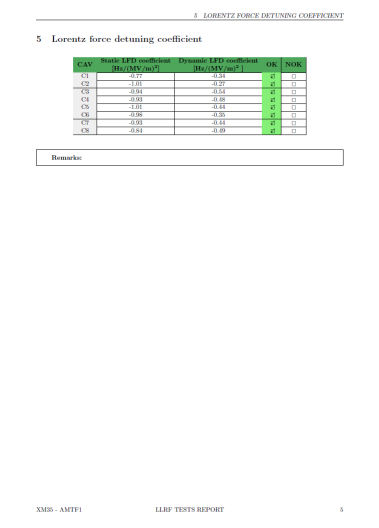 5 LORENTZ FORCE DETUNING COEFFICIENT
5 Lorentz force detuning coefficient
CAV Static LFD coefficient [Hz/(MV/m)²] Dynamic LFD coefficient [Hz/(MV/m)² ] OK NOK
C1 -0.77 -0.34 ☑ □
C2 -1.01 -0.27 ☑ □
C3 -0.94 -0.54 ☑ □
C4 -0.93 -0.48 ☑ □
C5 -1.01 -0.44 ☑ □
C6 -0.98 -0.35 ☑ □
C7 -0.93 -0.44 ☑ □
C8 -0.84 -0.49 ☑ □
Remarks:
XM35 - AMTF1 LLRF TESTS REPORT 5